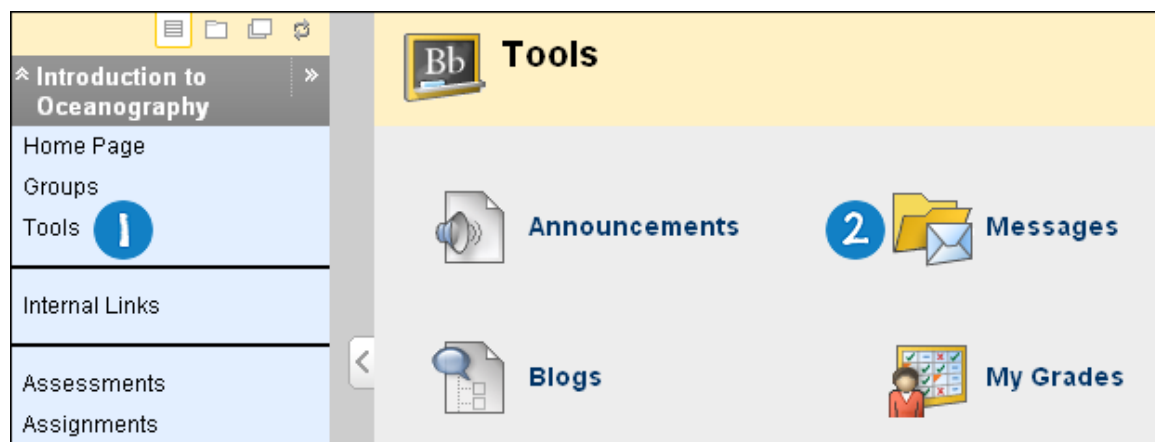 Introduction to
Oceanography
Home Page
Groups
Tools 1
Internal Links
Assessments
Assignments
Bb Tools
Announcements
2 Messages
Blogs
My Grades